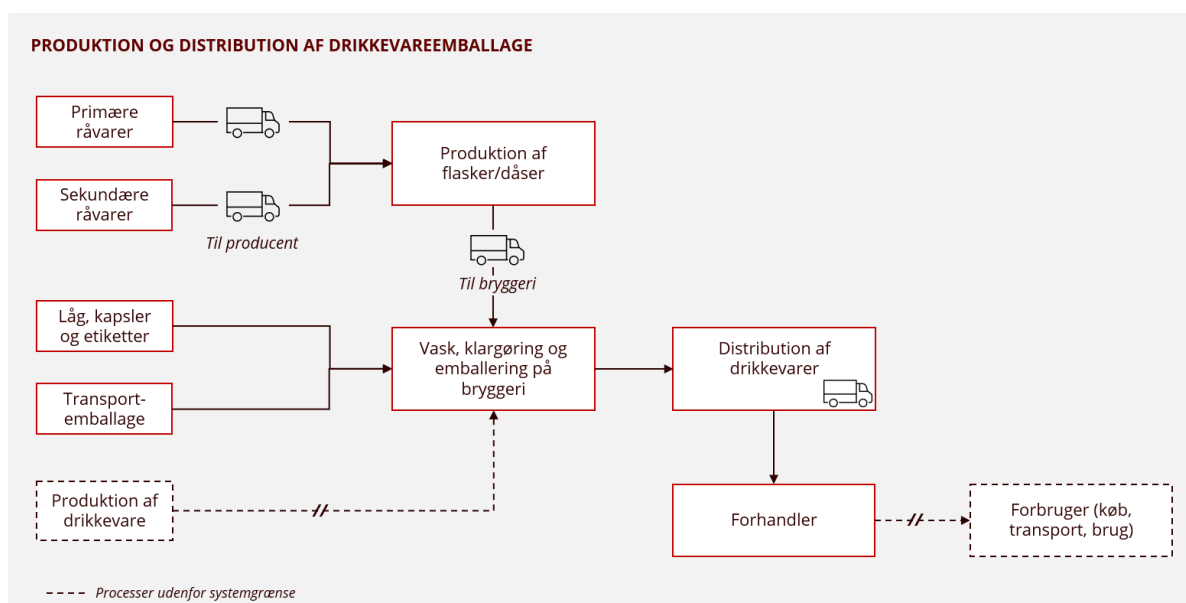 PRODUKTION OG DISTRIBUTION AF DRIKKEVAREEMBALLAGE
Primære
råvarer
Sekundære
råvarer
Til producent
Produktion af
flasker/dåser
Til bryggeri
Låg, kapsler
og etiketter
Transport-
emballage
Vask, klargøring og
emballering på
bryggeri
Distribution af
drikkevarer
Produktion af
drikkevare
Forhandler
Forbruger (køb,
transport, brug)
Processer udenfor systemgrænse